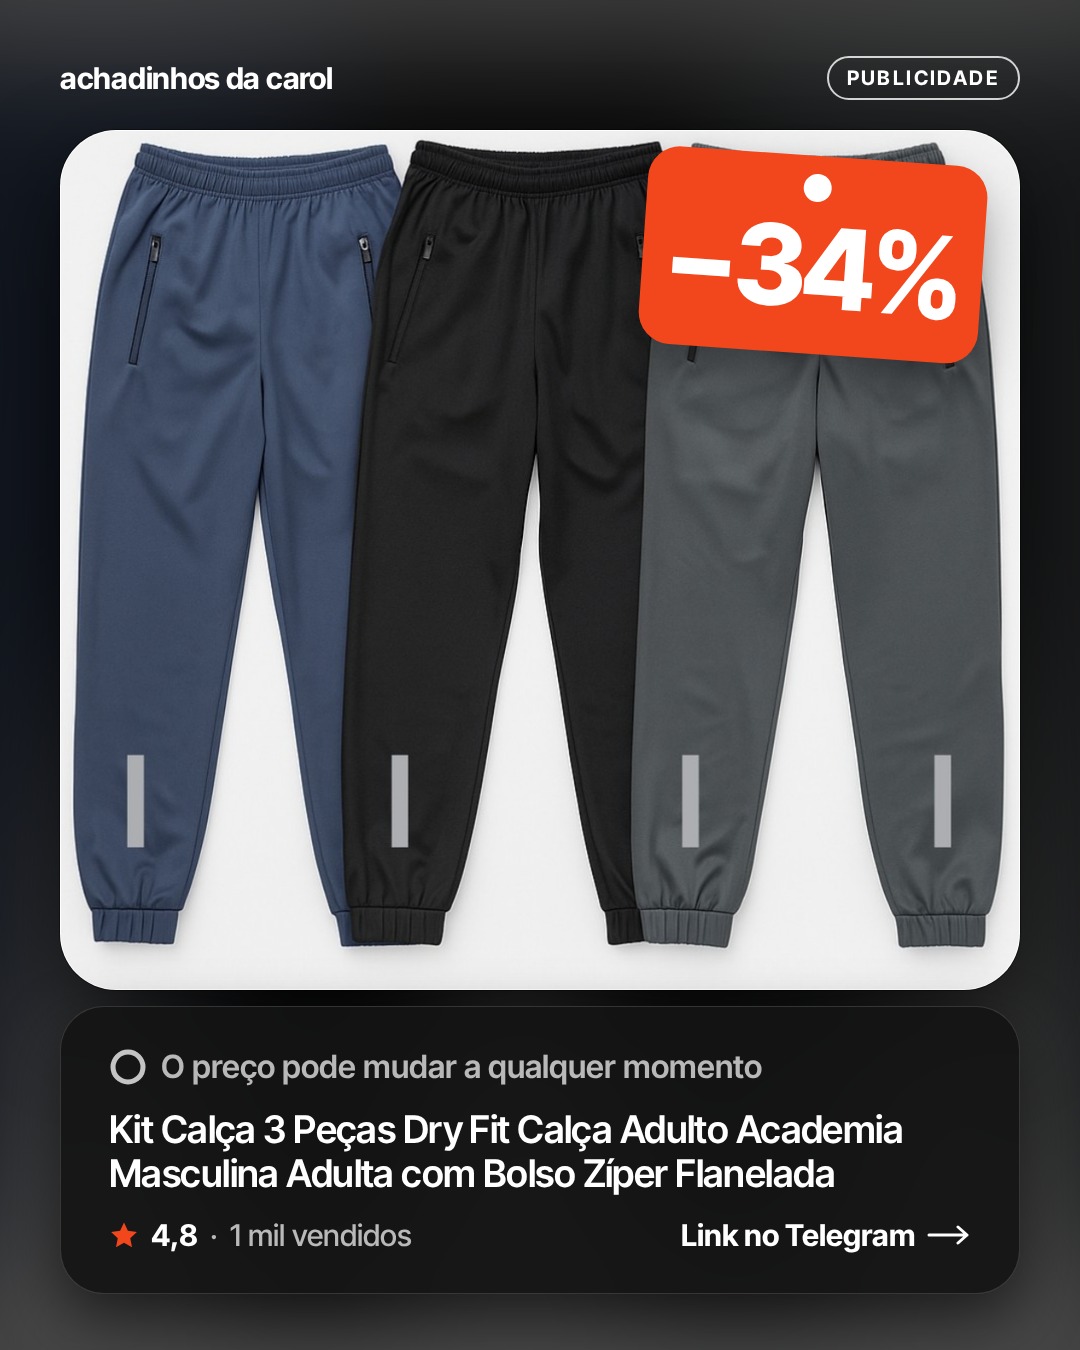 achadinhos da carol
PUBLICIDADE
-34%
O preço pode mudar a qualquer momento
Kit Calça 3 Peças Dry Fit Calça Adulto Academia
Masculina Adulta com Bolso Zíper Flanelada
4,8 · 1 mil vendidos
Link no Telegram →